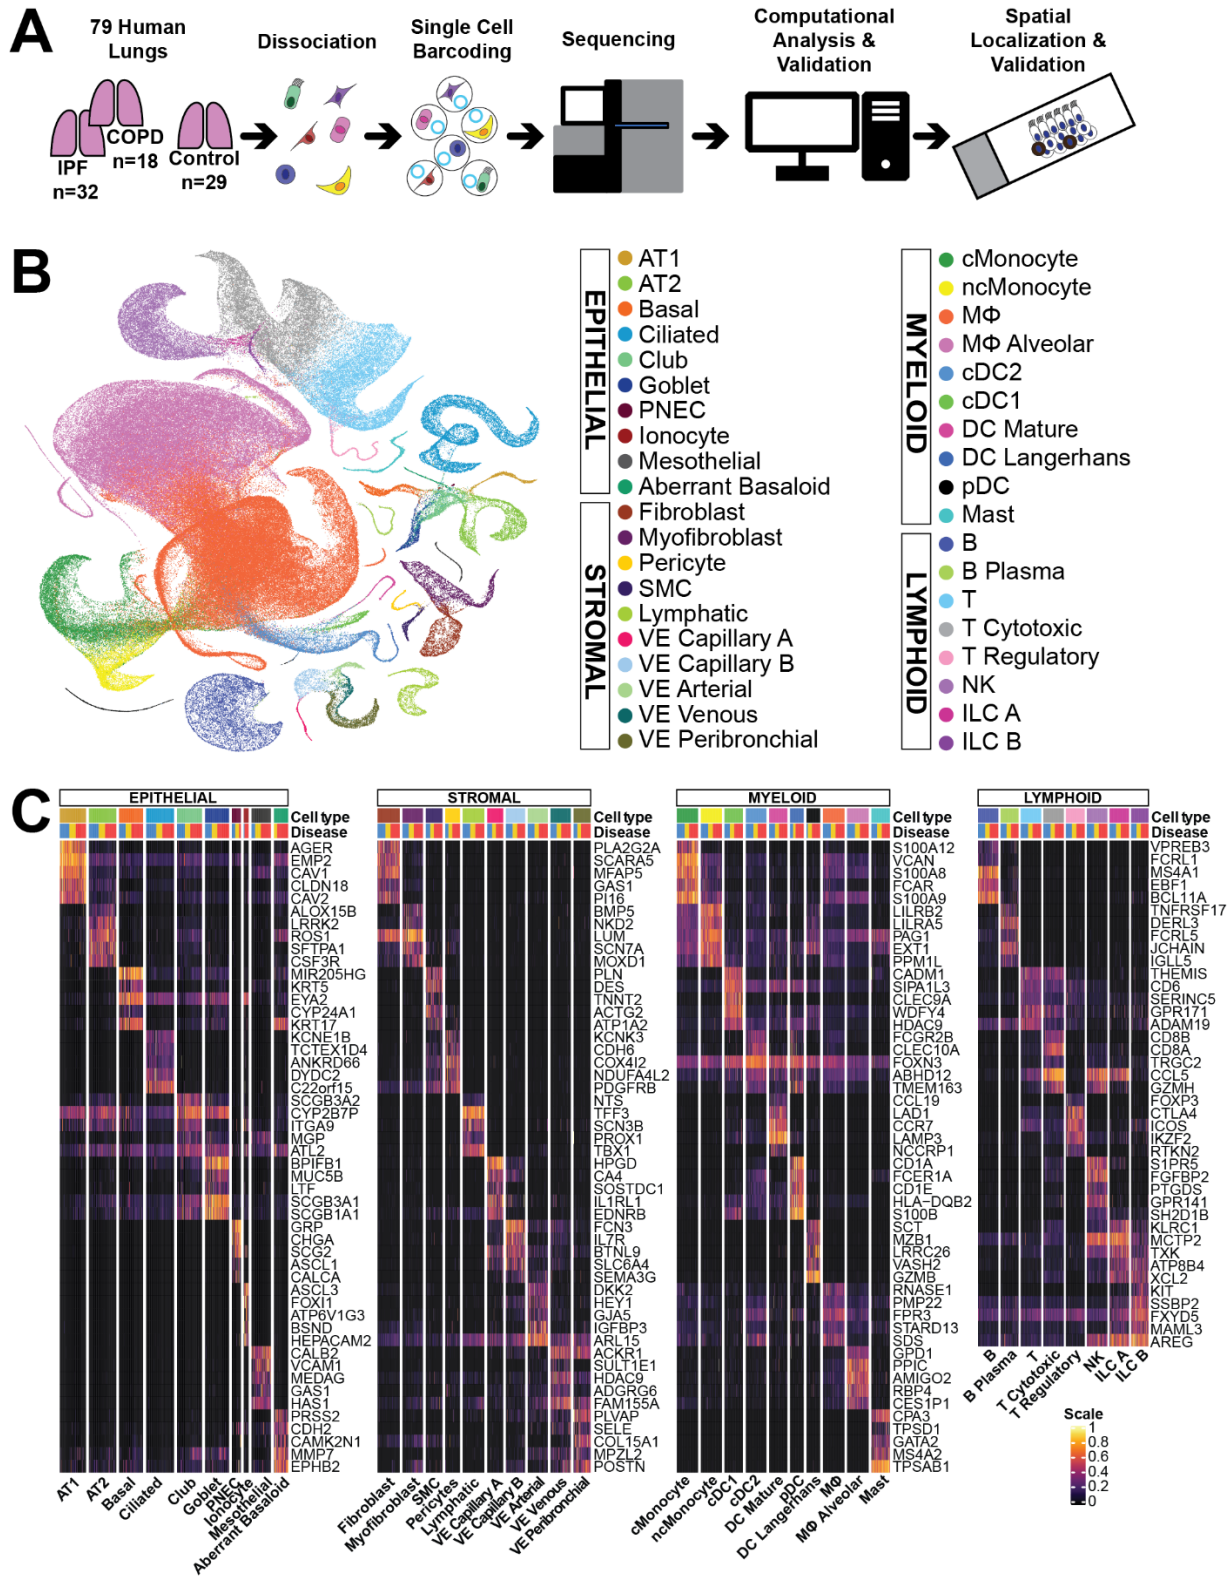 A
79 Human
Lungs
IPF
n=32
COPD
n=18
Control
n=29
Dissociation
Single Cell
Barcoding
Sequencing
Computational
Analysis &
Validation
Spatial
Localization &
Validation
B
EPITHELIAL
AT1
AT2
Basal
Ciliated
Club
Goblet
PNEC
Ionocyte
Mesothelial
Aberrant Basaloid
STROMAL
Fibroblast
Myofibroblast
Pericyte
SMC
Lymphatic
VE Capillary A
VE Capillary B
VE Arterial
VE Venous
VE Peribronchial
MYELOID
cMonocyte
ncMonocyte
MΦ
MΦ Alveolar
cDC2
cDC1
DC Mature
DC Langerhans
pDC
Mast
LYMPHOID
B
B Plasma
T
T Cytotoxic
T Regulatory
NK
ILC A
ILC B
C
EPITHELIAL
Cell type
Disease
AGER
EMP2
CAV1
CLDN18
CAV2
ALOX15B
LRRK2
ROS1
SFTPA1
CSF3R
MIR205HG
KRT5
EYA2
CYP24A1
KRT17
KCNE1B
TCTEX1D4
ANKRD66
DYDC2
C22orf15
SCGB3A2
CYP2B7P
ITGA9
MGP
ATL2
BPIFB1
MUC5B
LTF
SCGB3A1
SCGB1A1
GRP
CHGA
SCG2
ASCL1
CALCA
ASCL3
FOXI1
ATP6V1G3
BSND
HEPACAM2
CALB2
VCAM1
MEDAG
GAS1
HAS1
PRSS2
CDH2
CAMK2N1
MMP7
EPHB2
AT1
AT2
Basal
Ciliated
Club
Goblet
PNEC
Ionocyte
Mesothelial
Aberrant Basaloid
STROMAL
Cell type
Disease
PLA2G2A
SCARA5
MFAP5
GAS1
PI16
BMP5
NKD2
LUM
SCN7A
MOXD1
PLN
DES
TNNT2
ACTG2
ATP1A2
KCNK3
CDH6
COX4I2
NDUFA4L2
PDGFRB
NTS
TFF3
SCN3B
PROX1
TBX1
HPGD
CA4
SOSTDC1
IL1RL1
EDNRB
FCN3
IL7R
BTNL9
SLC6A4
SEMA3G
DKK2
HEY1
GJA5
IGFBP3
ARL15
ACKR1
SULT1E1
HDAC9
ADGRG6
FAM155A
PLVAP
SELE
COL15A1
MPZL2
POSTN
Fibroblast
Myofibroblast
SMC
Pericytes
Lymphatic
VE Capillary A
VE Capillary B
VE Arterial
VE Venous
VE Peribronchial
MYELOID
Cell type
Disease
S100A12
VCAN
S100A8
FCAR
S100A9
LILRB2
LILRA5
PAG1
EXT1
PPM1L
CADM1
SIPA1L3
CLEC9A
WDFY4
HDAC9
FCGR2B
CLEC10A
FOXN3
ABHD12
TMEM163
CCL19
LAD1
CCR7
LAMP3
NCCRP1
CD1A
FCER1A
CD1E
HLA-DQB2
S100B
SCT
MZB1
LRRC26
VASH2
GZMB
RNASE1
PMP22
FPR3
STARD13
SDS
GPD1
PPIC
AMIGO2
RBP4
CES1P1
CPA3
TPSD1
GATA2
MS4A2
TPSAB1
cMonocyte
ncMonocyte
cDC1
cDC2
DC Mature
pDC
DC Langerhans
MΦ
MΦ Alveolar
Mast
LYMPHOID
Cell type
Disease
VPREB3
FCRL1
MS4A1
EBF1
BCL11A
TNFRSF17
DERL3
FCRL5
JCHAIN
IGLL5
THEMIS
CD6
SERINC5
GPR171
ADAM19
CD8B
CD8A
TRGC2
CCL5
GZMH
FOXP3
CTLA4
ICOS
IKZF2
RTKN2
S1PR5
FGFBP2
PTGDS
GPR141
SH2D1B
KLRC1
MCTP2
TXK
ATP8B4
XCL2
KIT
SSBP2
FXYD5
MAML3
AREG
B
B Plasma
T
T Cytotoxic
T Regulatory
NK
ILC A
ILC B
Scale
1
0.8
0.6
0.4
0.2
0